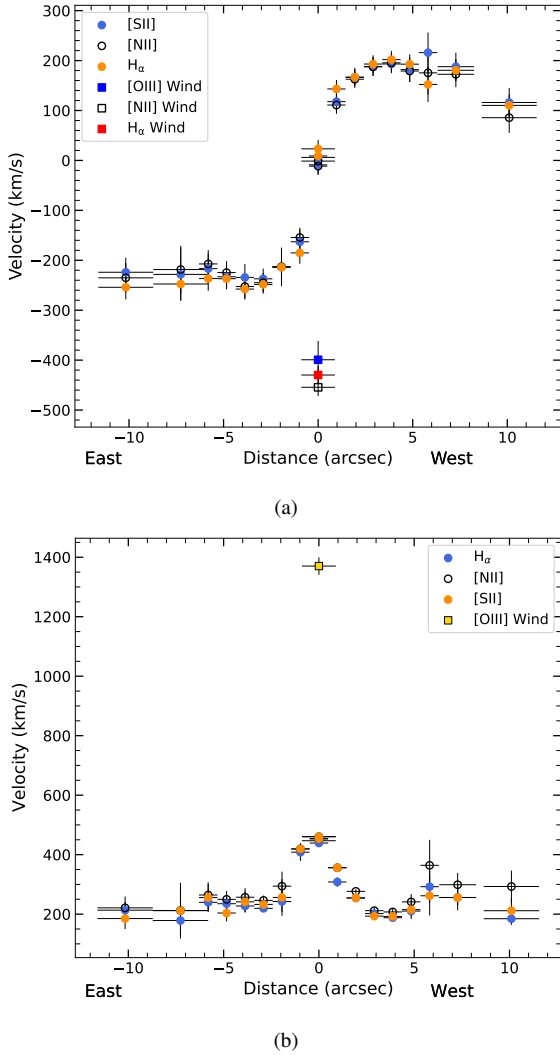 300
200
100
0
−100
−200
−300
−400
−500
Velocity (km/s)
[SII]
[NII]
Hα
[OIII] Wind
[NII] Wind
Hα Wind
−10 −5 0 5 10
East Distance (arcsec) West
(a)
1400
1200
1000
800
600
400
200
Velocity (km/s)
Hα
[NII]
[SII]
[OIII] Wind
−10 −5 0 5 10
East Distance (arcsec) West
(b)